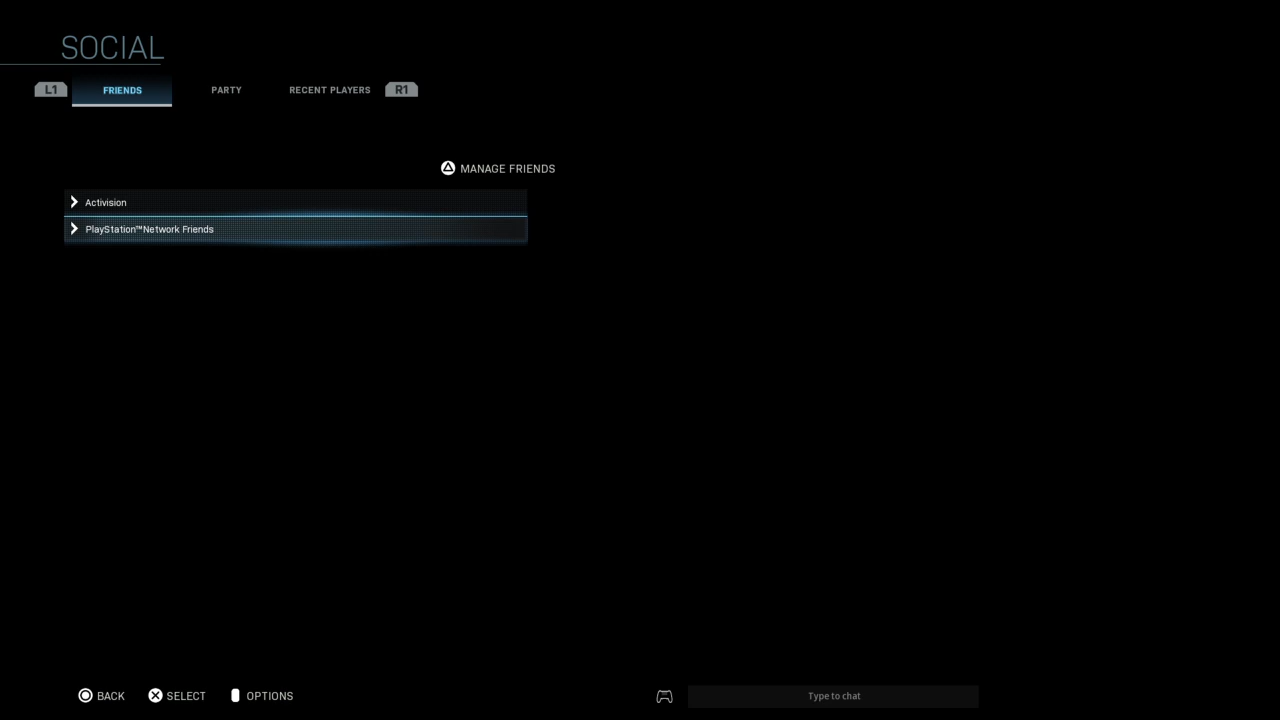 SOCIAL
L1 FRIENDS PARTY RECENT PLAYERS R1
MANAGE FRIENDS
Activision
PlayStation™Network Friends
BACK SELECT OPTIONS Type to chat